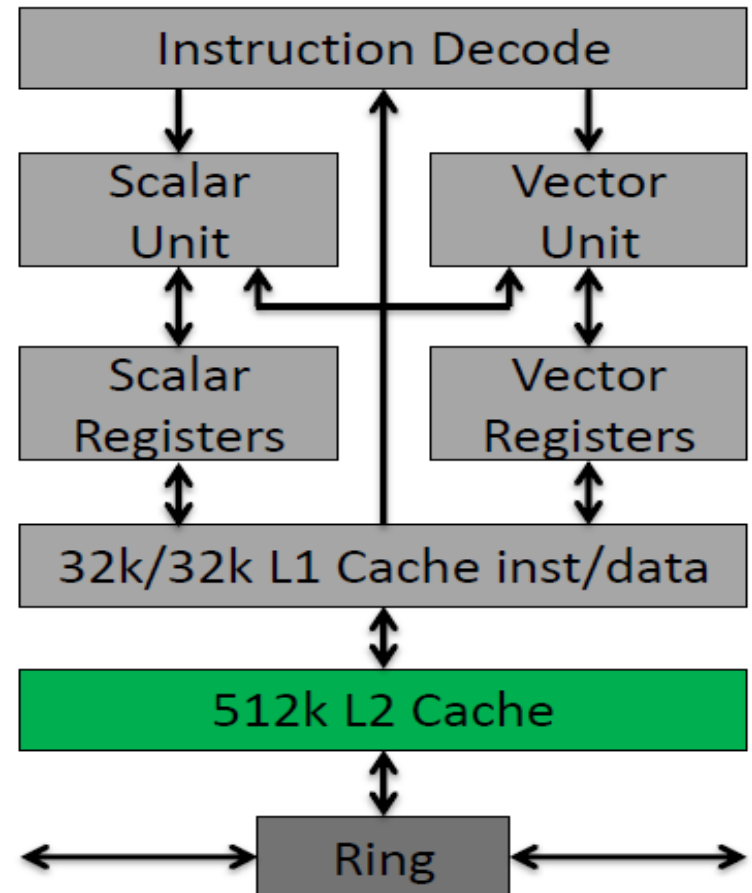 Instruction Decode
Scalar
Unit
Vector
Unit
Scalar
Registers
Vector
Registers
32k/32k L1 Cache inst/data
512k L2 Cache
Ring